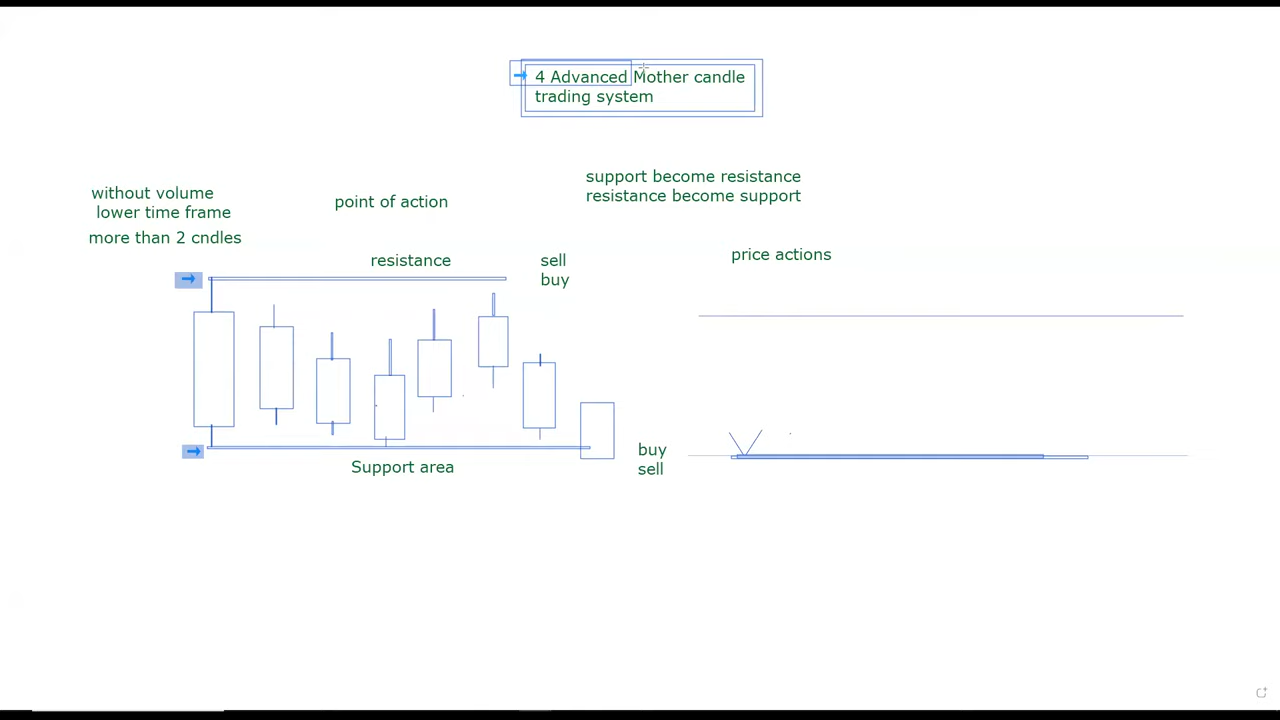 4 Advanced Mother candle
trading system
support become resistance
resistance become support
without volume
lower time frame
more than 2 cndles
point of action
resistance
sell
buy
price actions
Support area
buy
sell